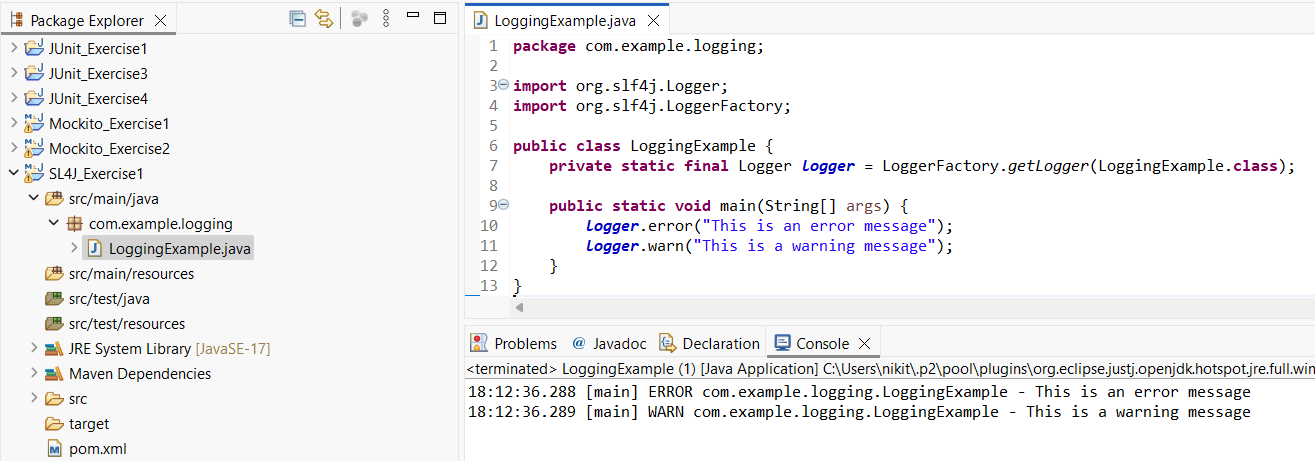 Package Explorer
JUnit_Exercise1
JUnit_Exercise3
JUnit_Exercise4
Mockito_Exercise1
Mockito_Exercise2
SL4J_Exercise1
src/main/java
com.example.logging
LoggingExample.java
src/main/resources
src/test/java
src/test/resources
JRE System Library [JavaSE-17]
Maven Dependencies
src
target
pom.xml
LoggingExample.java
1 package com.example.logging;
2
3 import org.slf4j.Logger;
4 import org.slf4j.LoggerFactory;
5
6 public class LoggingExample {
7     private static final Logger logger = LoggerFactory.getLogger(LoggingExample.class);
8
9     public static void main(String[] args) {
10         logger.error("This is an error message");
11         logger.warn("This is a warning message");
12     }
13 }
Problems @ Javadoc Declaration Console
<terminated> LoggingExample (1) [Java Application] C:\Users\nikit\.p2\pool\plugins\org.eclipse.justj.openjdk.hotspot.jre.full.win
18:12:36.288 [main] ERROR com.example.logging.LoggingExample - This is an error message
18:12:36.289 [main] WARN com.example.logging.LoggingExample - This is a warning message